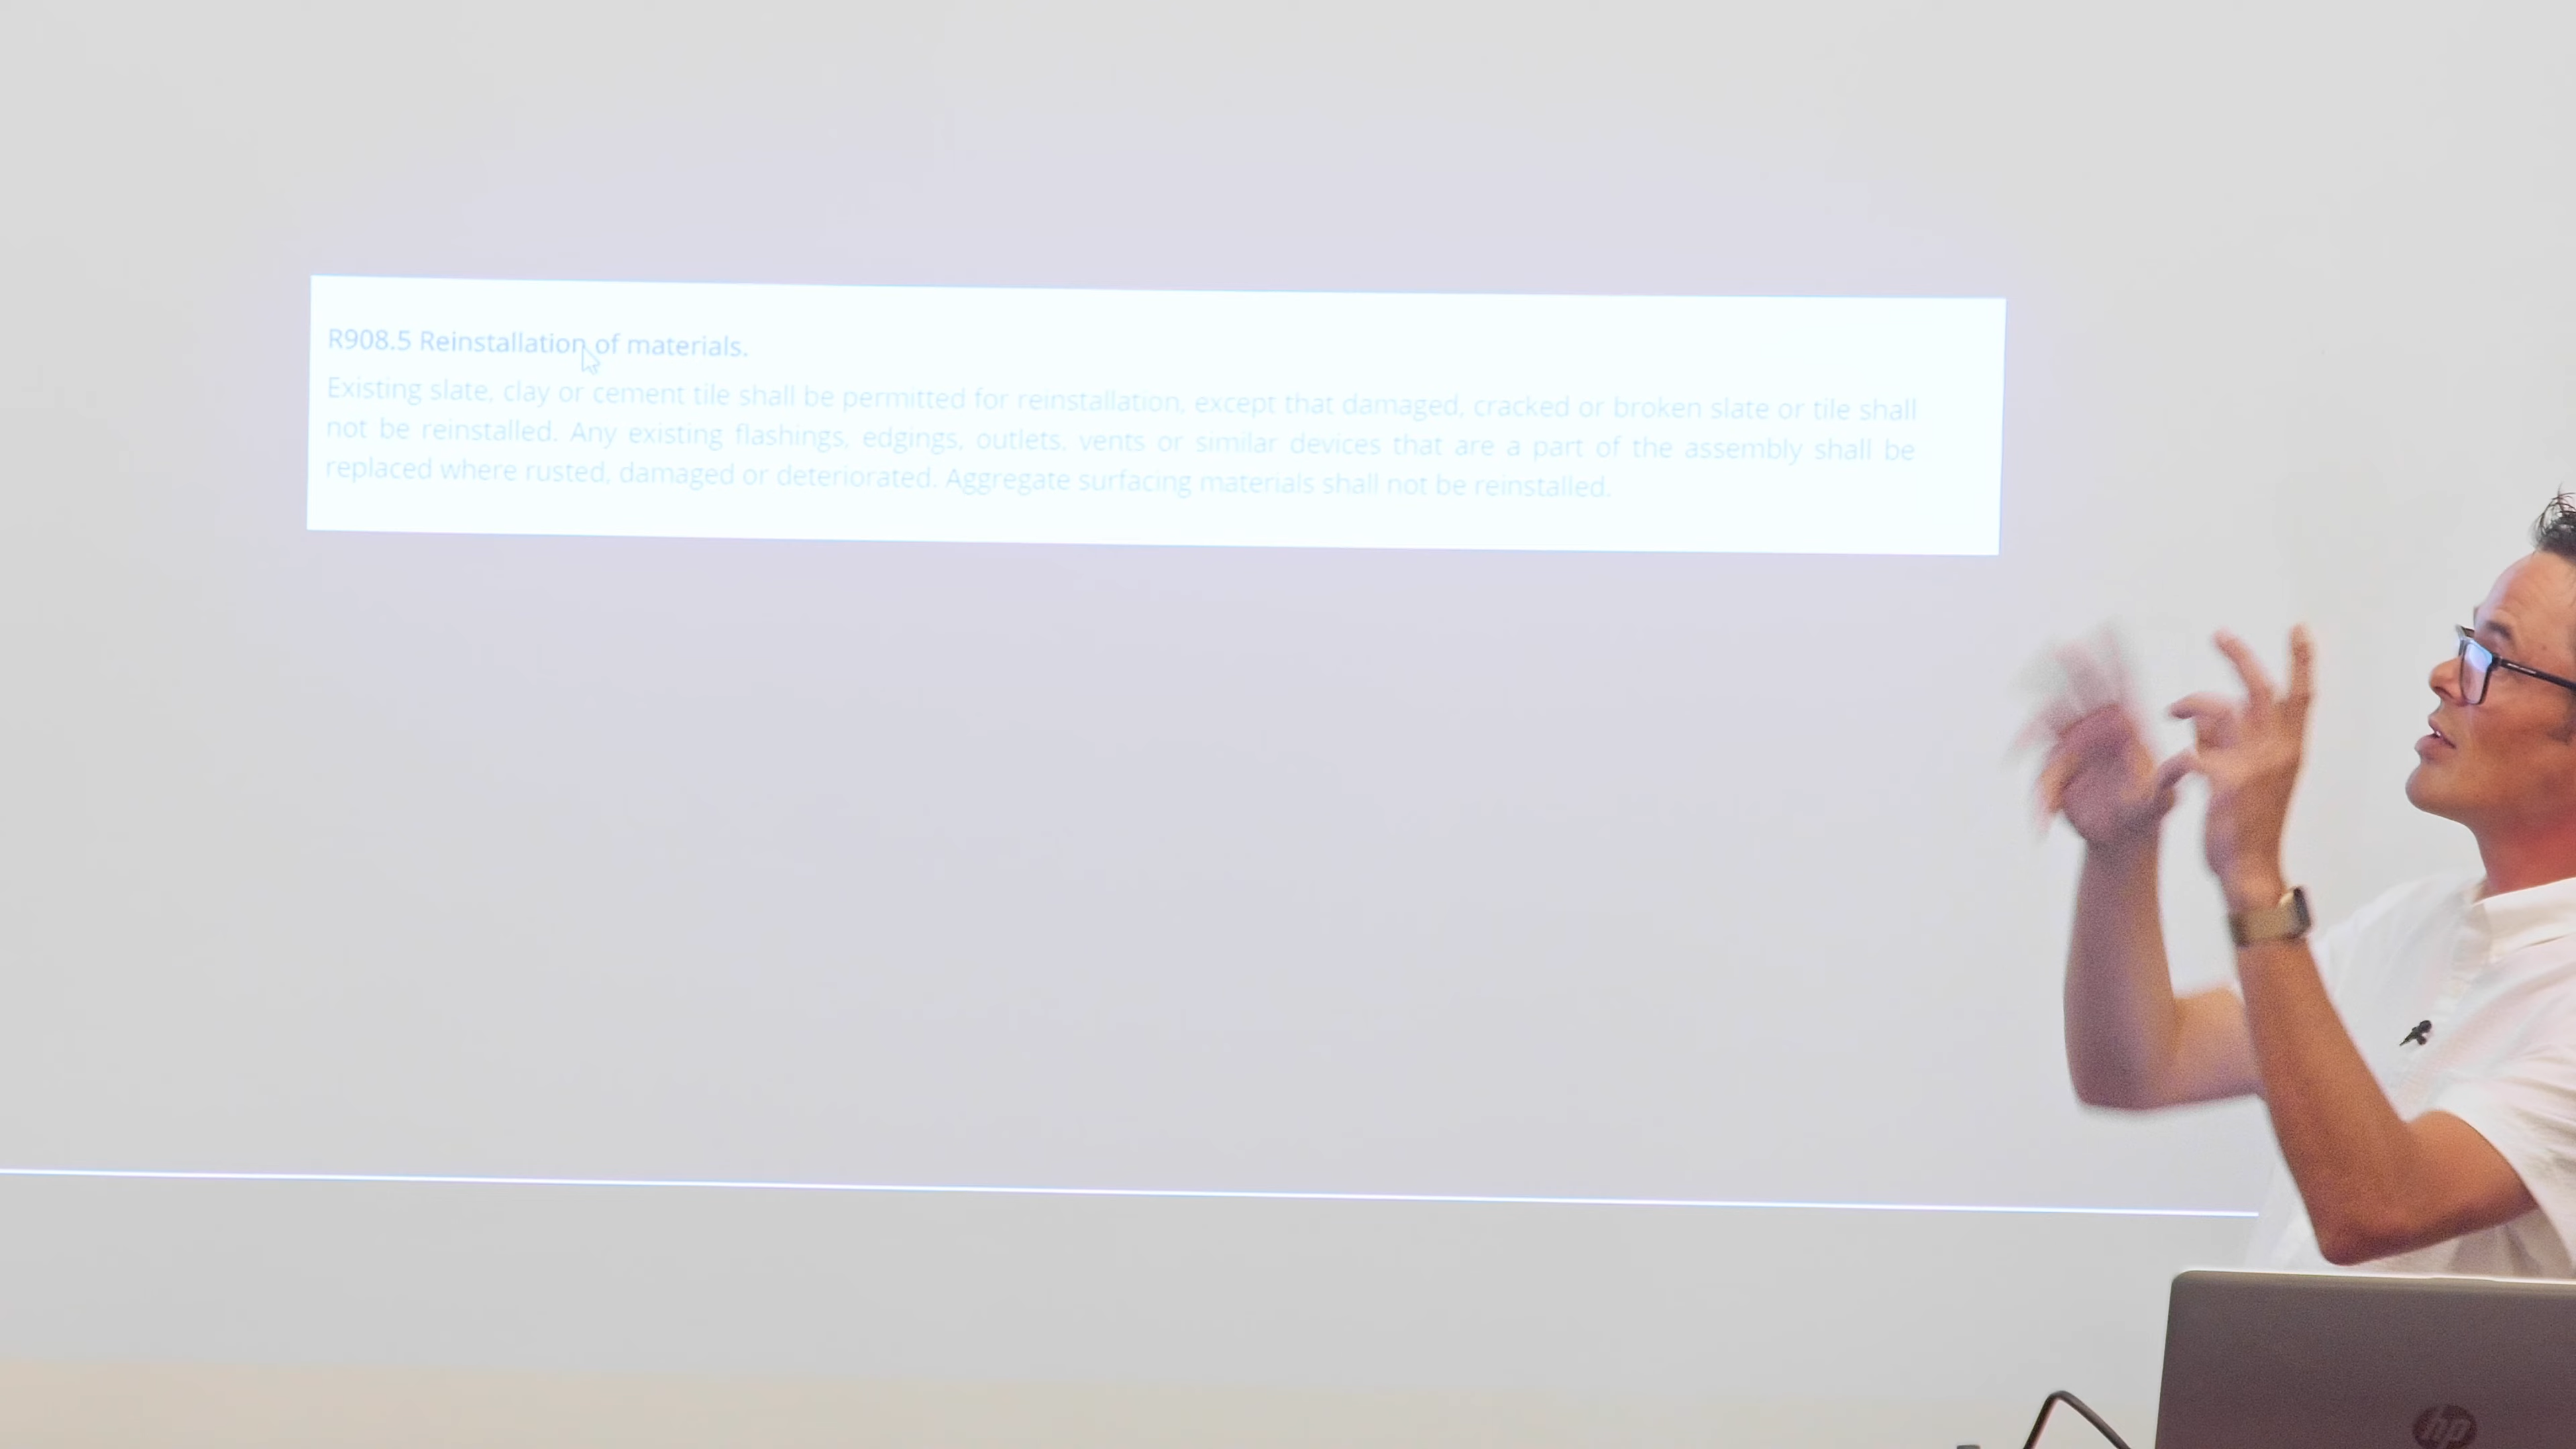 R908.5 Reinstallation of materials.
Existing slate, clay or cement tile shall be permitted for reinstallation, except that damaged, cracked or broken slate or tile shall
not be reinstalled. Any existing flashings, edgings, outlets, vents or similar devices that are a part of the assembly shall be
replaced where rusted, damaged or deteriorated. Aggregate surfacing materials shall not be reinstalled.
hp